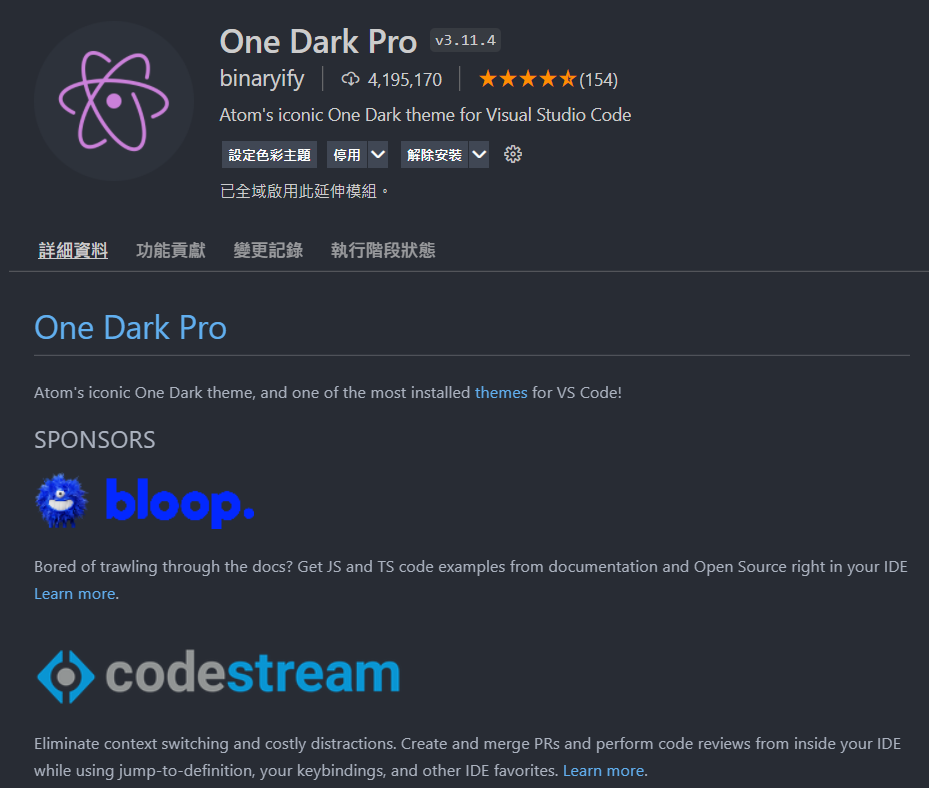 One Dark Pro v3.11.4
binaryify 4,195,170 (154)
Atom's iconic One Dark theme for Visual Studio Code
設定色彩主題 停用 解除安裝
已全域啟用此延伸模組。
詳細資料 功能貢獻 變更記錄 執行階段狀態
One Dark Pro
Atom's iconic One Dark theme, and one of the most installed themes for VS Code!
SPONSORS
bloop.
Bored of trawling through the docs? Get JS and TS code examples from documentation and Open Source right in your IDE
Learn more.
codestream
Eliminate context switching and costly distractions. Create and merge PRs and perform code reviews from inside your IDE
while using jump-to-definition, your keybindings, and other IDE favorites. Learn more.